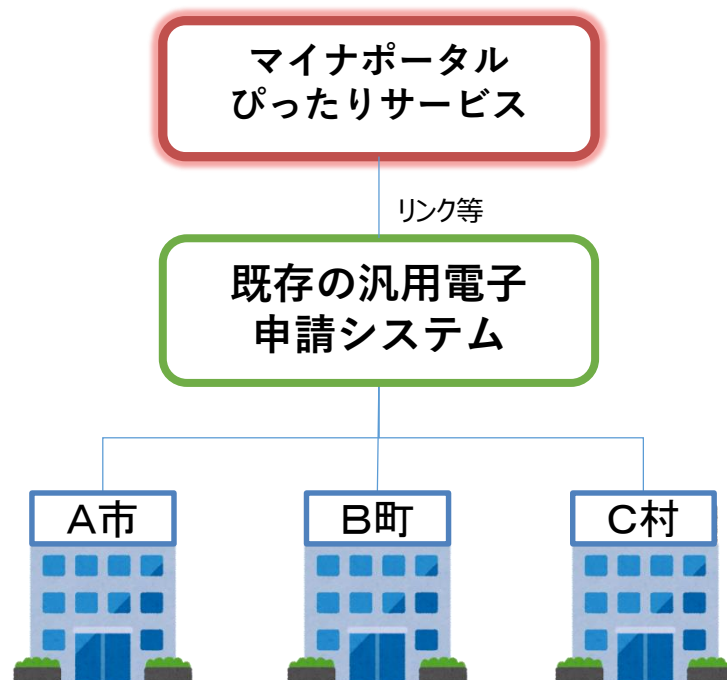 マイナポータル
ぴったりサービス
リンク等
既存の汎用電子
申請システム
A市
B町
C村